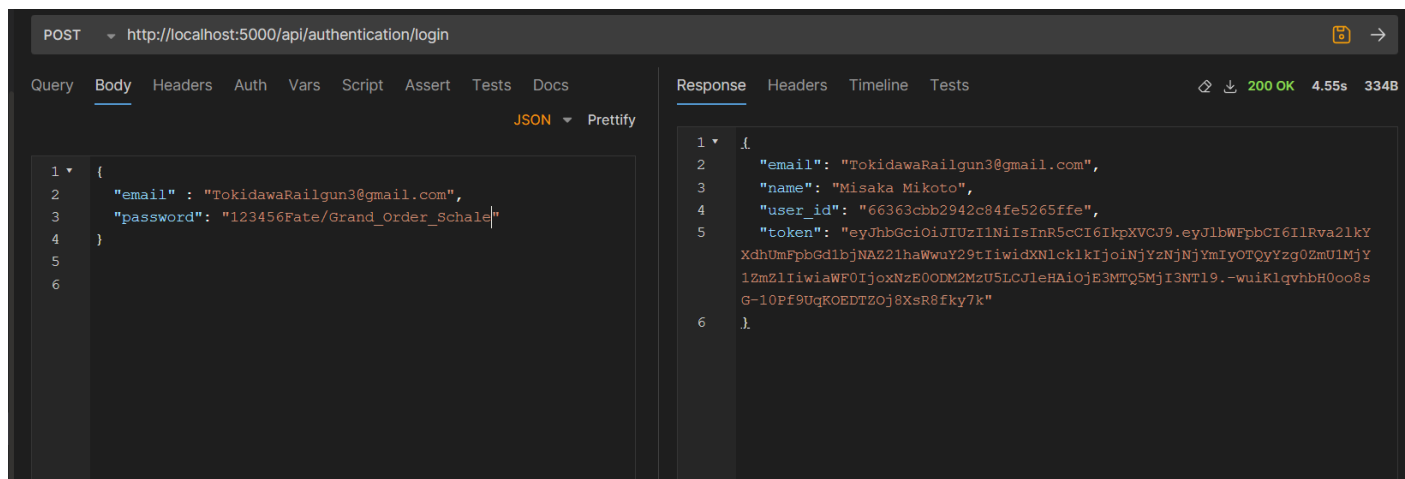 POST http://localhost:5000/api/authentication/login
Query Body Headers Auth Vars Script Assert Tests Docs
JSON Prettify
1 {
2 "email" : "TokidawaRailgun3@gmail.com",
3 "password": "123456Fate/Grand_Order_Schale"
4 }
5
6
Response Headers Timeline Tests 200 OK 4.55s 334B
1 {
2 "email": "TokidawaRailgun3@gmail.com",
3 "name": "Misaka Mikoto",
4 "user_id": "66363cbb2942c84fe5265ffe",
5 "token": "eyJhbGciOiJIUzI1NiIsInR5cCI6IkpXVCJ9.eyJlbWFpbCI6IlRva2lkY
XdhUmFpbGd1bjNAZ21haWwuY29tIiwidXNlcklkIjoiNjYzNjNjYmIyOTQyYzg0ZmU1MjY
1ZmZlIiwiaWF0IjoxNzE0ODM2MzU5LCJleHAiOjE3MTQ5MjI3NTl9.-wuiKlqvhbH0oo8s
G-10Pf9UqKOEDTZOj8XsR8fky7k"
6 }